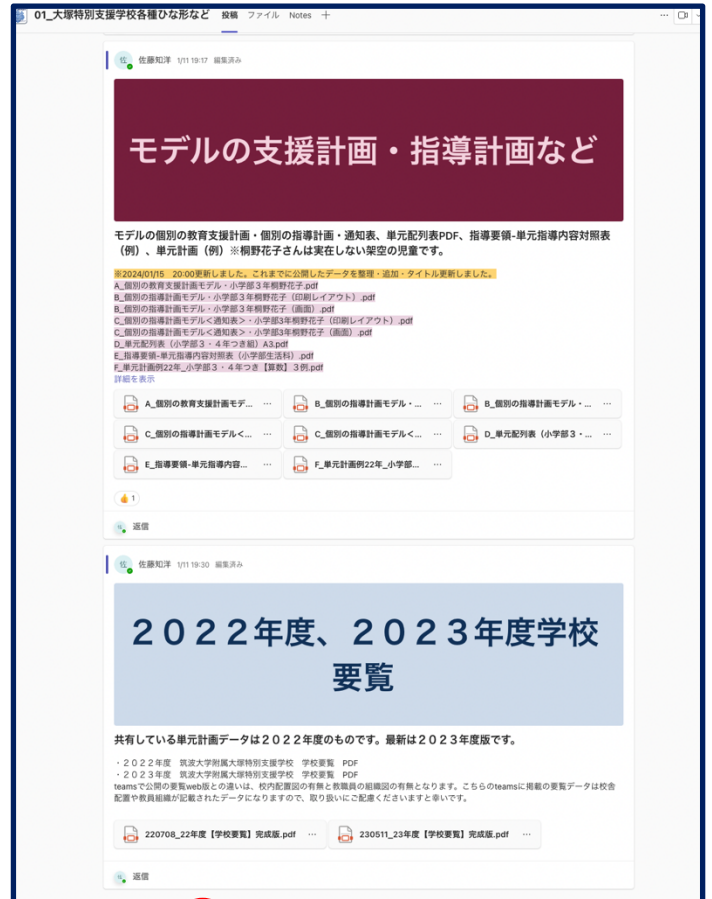 01_大塚特別支援学校各種ひな形など 投稿 ファイル Notes
佐 佐藤知洋 1/11 19:17 編集済み
モデルの支援計画・指導計画など
モデルの個別の教育支援計画・個別の指導計画・通知表、単元配列表PDF、指導要領-単元指導内容対照表
（例）、単元計画（例）※桐野花子さんは実在しない架空の児童です。
※2024/01/15 20:00更新しました。これまでに公開したデータを整理・追加・タイトル更新しました。
A_個別の教育支援計画モデル・小学部３年桐野花子.pdf
B_個別の指導計画モデル・小学部３年桐野花子（印刷レイアウト）.pdf
B_個別の指導計画モデル・小学部３年桐野花子（画面）.pdf
C_個別の指導計画モデル＜通知表＞・小学部3年桐野花子（印刷レイアウト）.pdf
C_個別の指導計画モデル＜通知表＞・小学部3年桐野花子（画面）.pdf
D_単元配列表（小学部３・４年つき組）A3.pdf
E_指導要領-単元指導内容対照表（小学部生活科）.pdf
F_単元計画例22年_小学部３・４年つき【算数】３例.pdf
詳細を表示
A_個別の教育支援計画モデ... ... B_個別の指導計画モデル・... ... B_個別の指導計画モデル・... ...
C_個別の指導計画モデル＜... ... C_個別の指導計画モデル＜... ... D_単元配列表（小学部３・... ...
E_指導要領-単元指導内容... ... F_単元計画例22年_小学部... ...
👍 1
返信
佐 佐藤知洋 1/11 19:30 編集済み
２０２２年度、２０２３年度学校
要覧
共有している単元計画データは２０２２年度のものです。最新は２０２３年度版です。
・２０２２年度 筑波大学附属大塚特別支援学校 学校要覧 PDF
・２０２３年度 筑波大学附属大塚特別支援学校 学校要覧 PDF
teamsで公開の要覧web版との違いは、校内配置図の有無と教職員の組織図の有無となります。こちらのteamsに掲載の要覧データは校舎
配置や教員組織が記載されたデータになりますので、取り扱いにご配慮くださいますと幸いです。
220708_22年度【学校要覧】完成版.pdf ... 230511_23年度【学校要覧】完成版.pdf ...
返信